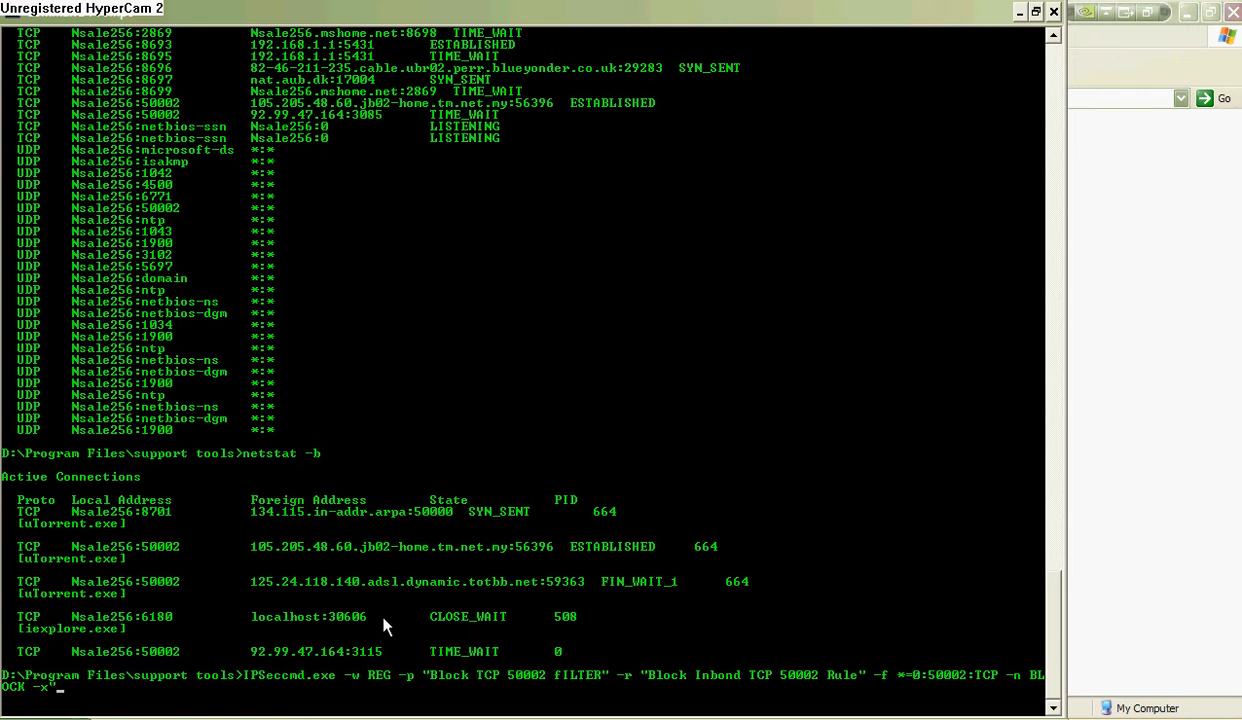 Unregistered HyperCam 2
TCP Nsale256:2869 Nsale256.mshome.net:8698 TIME_WAIT
TCP Nsale256:8693 192.168.1.1:5431 ESTABLISHED
TCP Nsale256:8695 192.168.1.1:5431 TIME_WAIT
TCP Nsale256:8696 82-46-211-235.cable.ubr02.perr.blueyonder.co.uk:29283 SYN_SENT
TCP Nsale256:8697 nat.aub.dk:17004 SYN_SENT
TCP Nsale256:8699 Nsale256.mshome.net:2869 TIME_WAIT
TCP Nsale256:50002 105.205.48.60.jb02-home.tm.net.my:56396 ESTABLISHED
TCP Nsale256:50002 92.99.47.164:3085 TIME_WAIT
TCP Nsale256:netbios-ssn Nsale256:0 LISTENING
TCP Nsale256:netbios-ssn Nsale256:0 LISTENING
UDP Nsale256:microsoft-ds *:*
UDP Nsale256:isakmp *:*
UDP Nsale256:1042 *:*
UDP Nsale256:4500 *:*
UDP Nsale256:6771 *:*
UDP Nsale256:50002 *:*
UDP Nsale256:ntp *:*
UDP Nsale256:1043 *:*
UDP Nsale256:1900 *:*
UDP Nsale256:3102 *:*
UDP Nsale256:5697 *:*
UDP Nsale256:domain *:*
UDP Nsale256:ntp *:*
UDP Nsale256:netbios-ns *:*
UDP Nsale256:netbios-dgm *:*
UDP Nsale256:1034 *:*
UDP Nsale256:1900 *:*
UDP Nsale256:ntp *:*
UDP Nsale256:netbios-ns *:*
UDP Nsale256:netbios-dgm *:*
UDP Nsale256:1900 *:*
UDP Nsale256:ntp *:*
UDP Nsale256:netbios-ns *:*
UDP Nsale256:netbios-dgm *:*
UDP Nsale256:1900 *:*
D:\Program Files\support tools>netstat -b
Active Connections
Proto Local Address Foreign Address State PID
TCP Nsale256:8701 134.115.in-addr.arpa:50000 SYN_SENT 664
[uTorrent.exe]
TCP Nsale256:50002 105.205.48.60.jb02-home.tm.net.my:56396 ESTABLISHED 664
[uTorrent.exe]
TCP Nsale256:50002 125.24.118.140.adsl.dynamic.totbb.net:59363 FIN_WAIT_1 664
[uTorrent.exe]
TCP Nsale256:6180 localhost:30606 CLOSE_WAIT 508
[iexplore.exe]
TCP Nsale256:50002 92.99.47.164:3115 TIME_WAIT 0
D:\Program Files\support tools>IPSeccmd.exe -w REG -p "Block TCP 50002 fILTER" -r "Block Inbond TCP 50002 Rule" -f *=0:50002:TCP -n BL
OCK -x"_
Go
My Computer